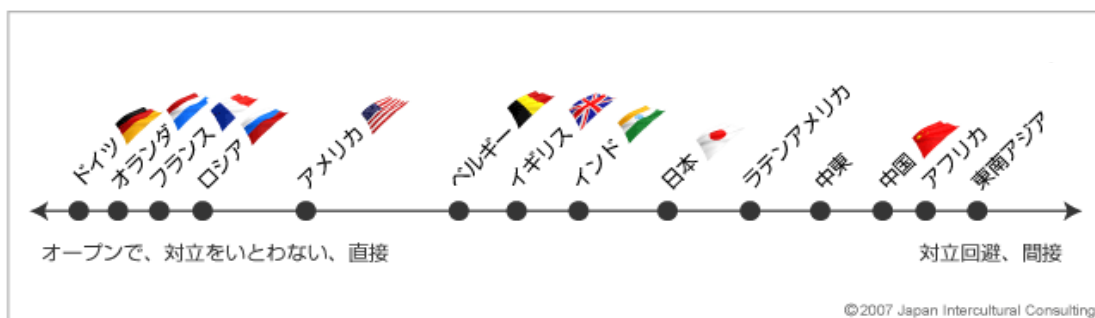 ドイツ
オランダ
フランス
ロシア
アメリカ
ベルギー
イギリス
インド
日本
ラテンアメリカ
中東
中国
アフリカ
東南アジア
オープンで、対立をいとわない、直接
対立回避、間接
©2007 Japan Intercultural Consulting